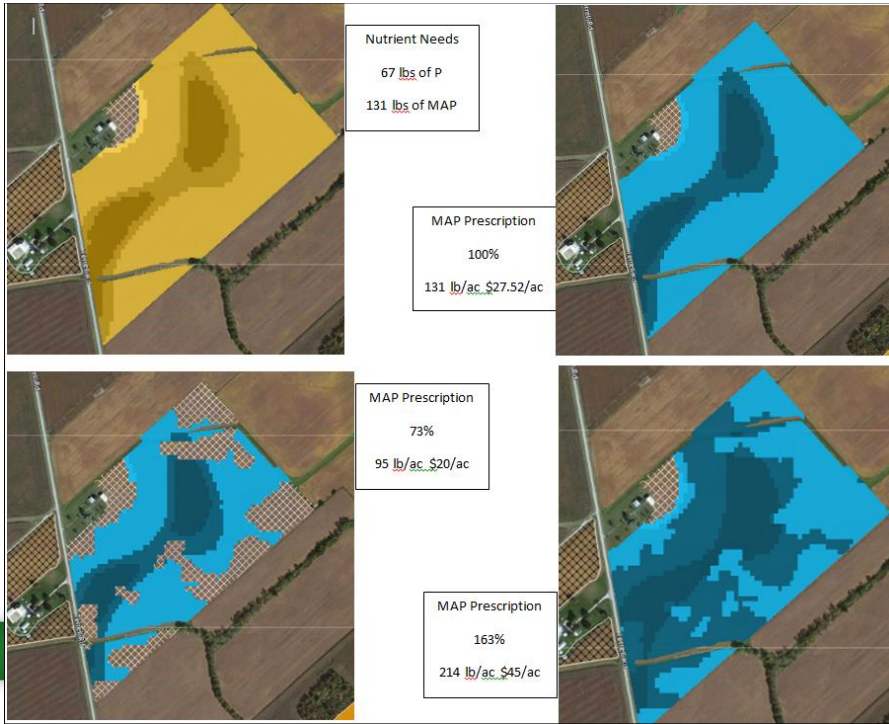 Nutrient Needs
67 lbs of P
131 lbs of MAP
MAP Prescription
100%
131 lb/ac $27.52/ac
MAP Prescription
73%
95 lb/ac $20/ac
MAP Prescription
163%
214 lb/ac $45/ac